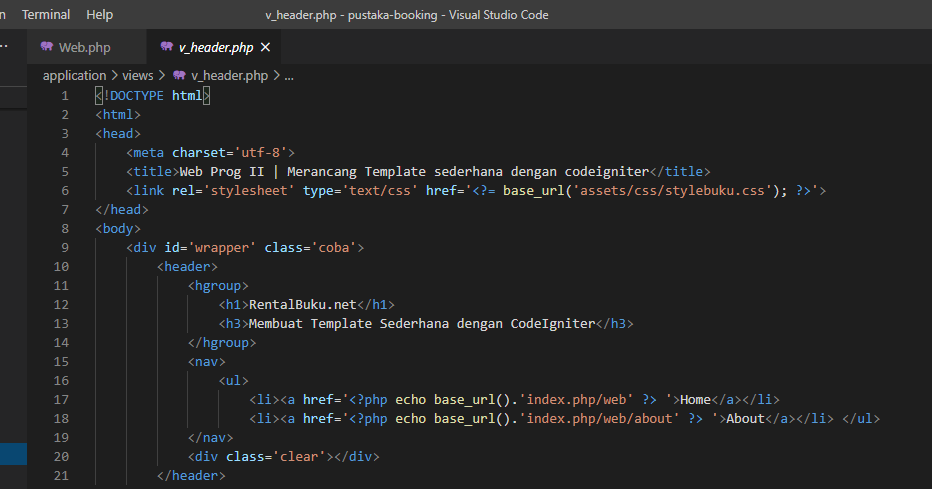 n Terminal Help v_header.php - pustaka-booking - Visual Studio Code
Web.php v_header.php
application > views > v_header.php > ...
1 <!DOCTYPE html>
2 <html>
3 <head>
4 <meta charset='utf-8'>
5 <title>Web Prog II | Merancang Template sederhana dengan codeigniter</title>
6 <link rel='stylesheet' type='text/css' href='<?= base_url('assets/css/stylebuku.css'); ?>'>
7 </head>
8 <body>
9 <div id='wrapper' class='coba'>
10 <header>
11 <hgroup>
12 <h1>RentalBuku.net</h1>
13 <h3>Membuat Template Sederhana dengan CodeIgniter</h3>
14 </hgroup>
15 <nav>
16 <ul>
17 <li><a href='<?php echo base_url().'index.php/web' ?> '>Home</a></li>
18 <li><a href='<?php echo base_url().'index.php/web/about' ?> '>About</a></li> </ul>
19 </nav>
20 <div class='clear'></div>
21 </header>